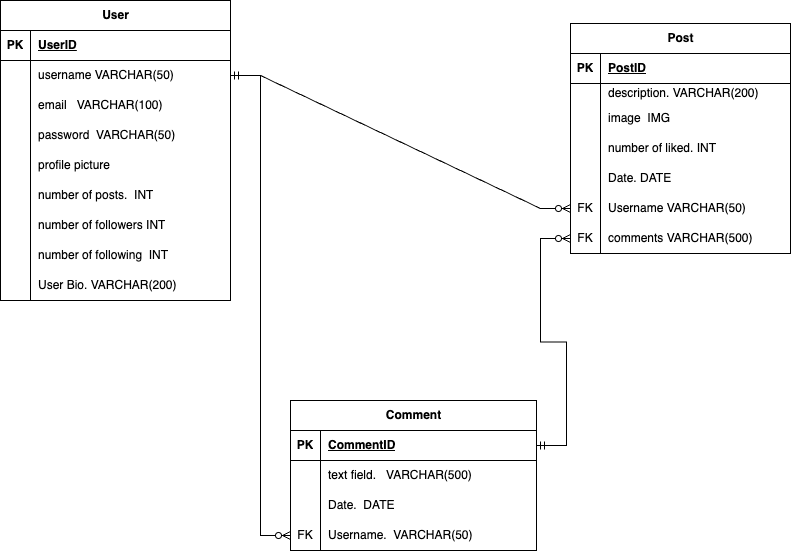 User
PK UserID
username VARCHAR(50)
email VARCHAR(100)
password VARCHAR(50)
profile picture
number of posts. INT
number of followers INT
number of following INT
User Bio. VARCHAR(200)
Post
PK PostID
description. VARCHAR(200)
image IMG
number of liked. INT
Date. DATE
FK Username VARCHAR(50)
FK comments VARCHAR(500)
Comment
PK CommentID
text field. VARCHAR(500)
Date. DATE
FK Username. VARCHAR(50)